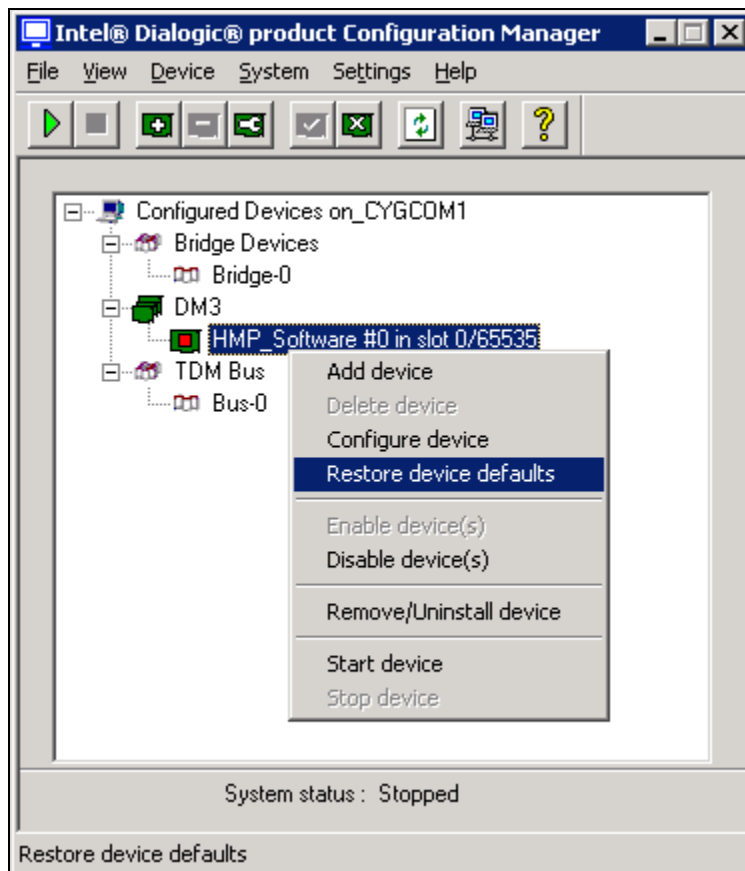 Intel® Dialogic® product Configuration Manager
File View Device System Settings Help
Configured Devices on_CYGCOM1
Bridge Devices
Bridge-0
DM3
HMP_Software #0 in slot 0/65535
TDM Bus
Bus-0
Add device
Delete device
Configure device
Restore device defaults
Enable device(s)
Disable device(s)
Remove/Uninstall device
Start device
Stop device
System status : Stopped
Restore device defaults